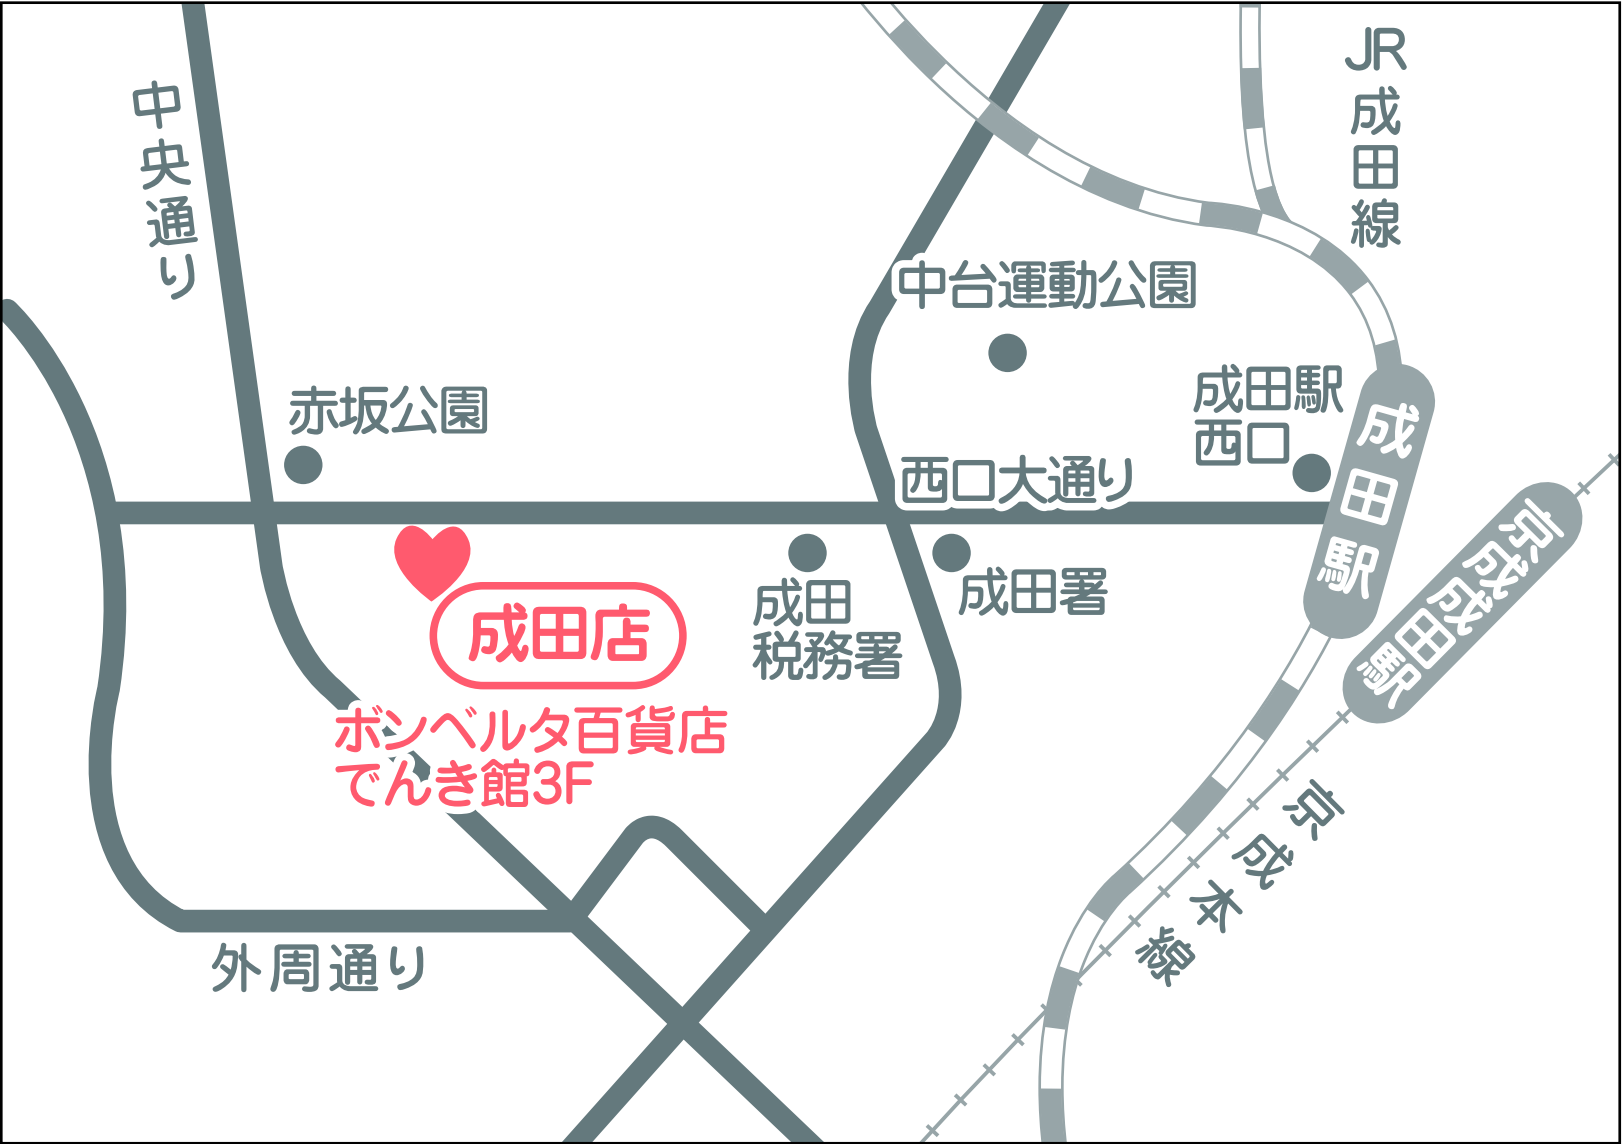 中央通り
JR成田線
中台運動公園
成田駅
西口
赤坂公園
西口大通り
成田駅
京成成田駅
成田店
成田
税務署
成田署
ボンベルタ百貨店
でんき館3F
京成本線
外周通り